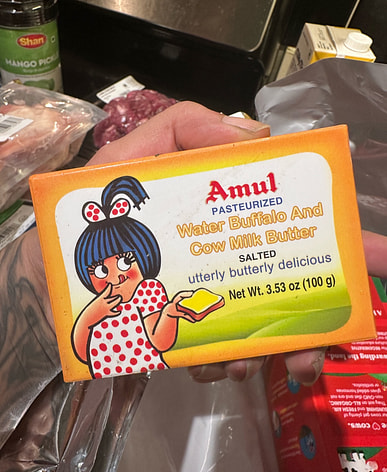 Shan
MANGO PICK
Amul
PASTEURIZED
Water Buffalo And
Cow Milk Butter
SALTED
utterly butterly delicious
Net Wt. 3.53 oz (100 g)
COWS.